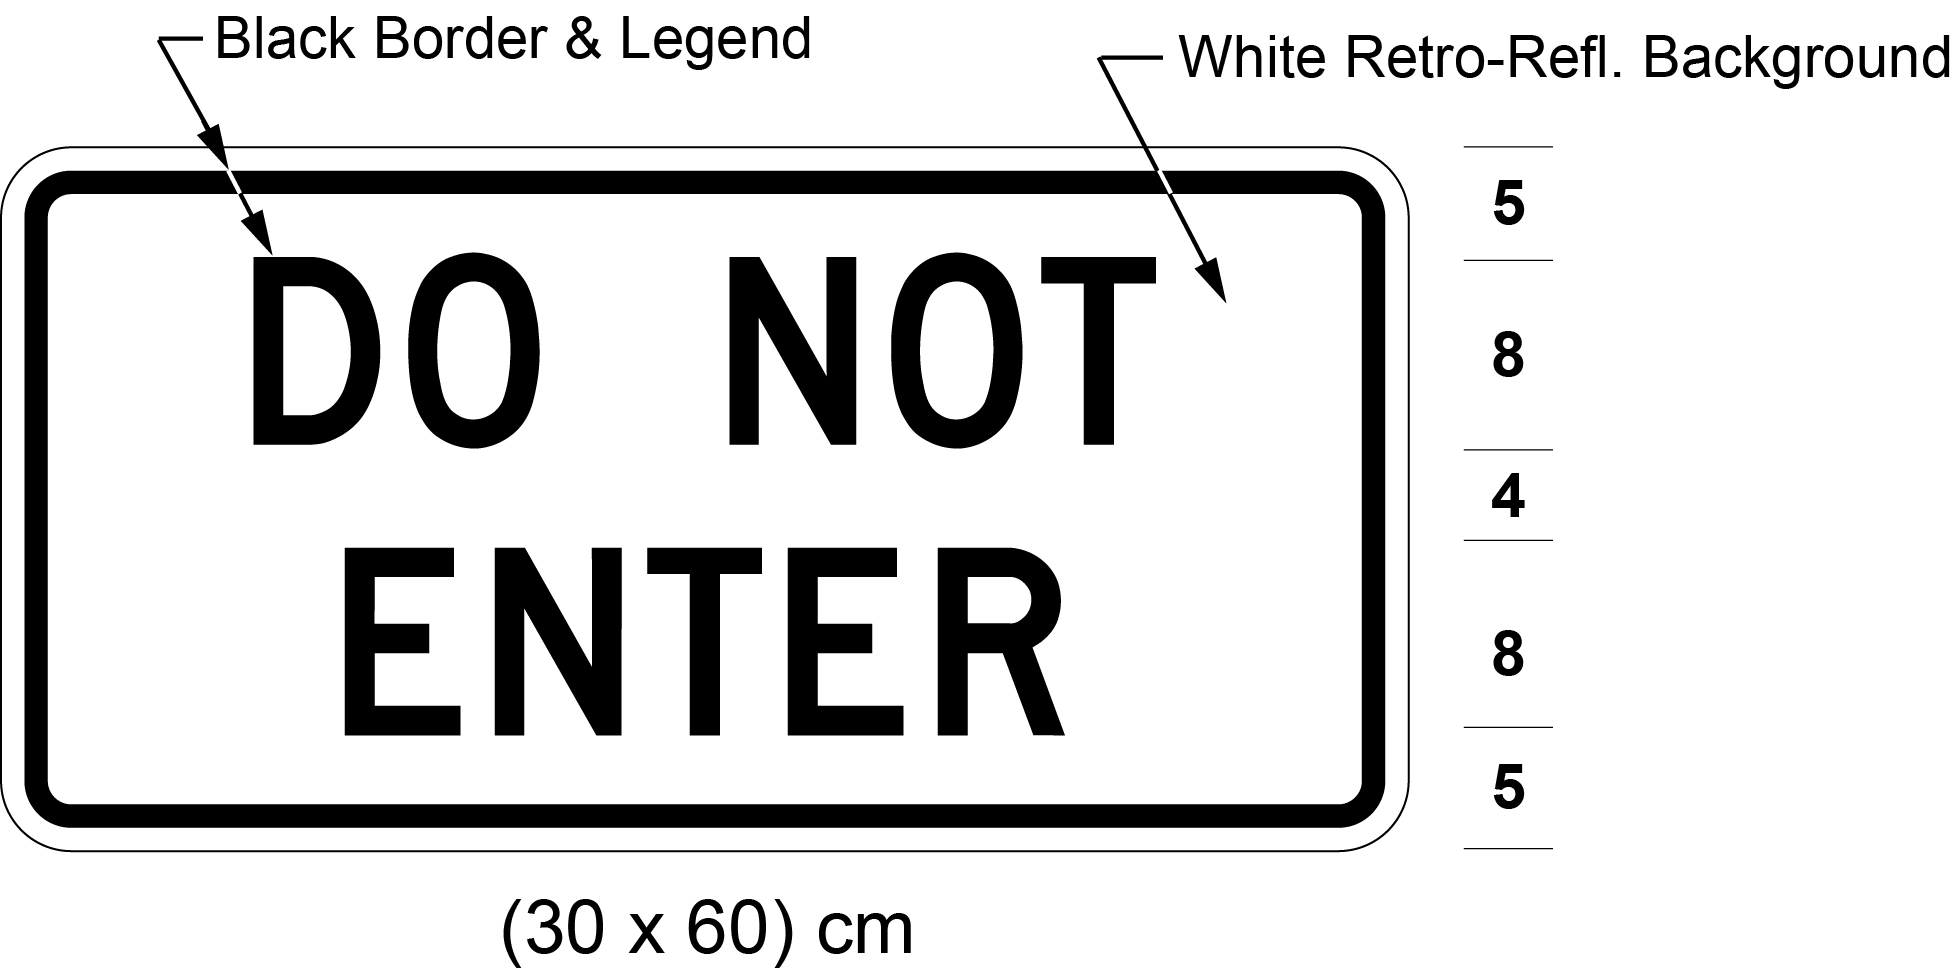 Black Border & Legend
White Retro-Refl. Background
5
DO NOT
8
4
ENTER
8
5
(30 x 60) cm